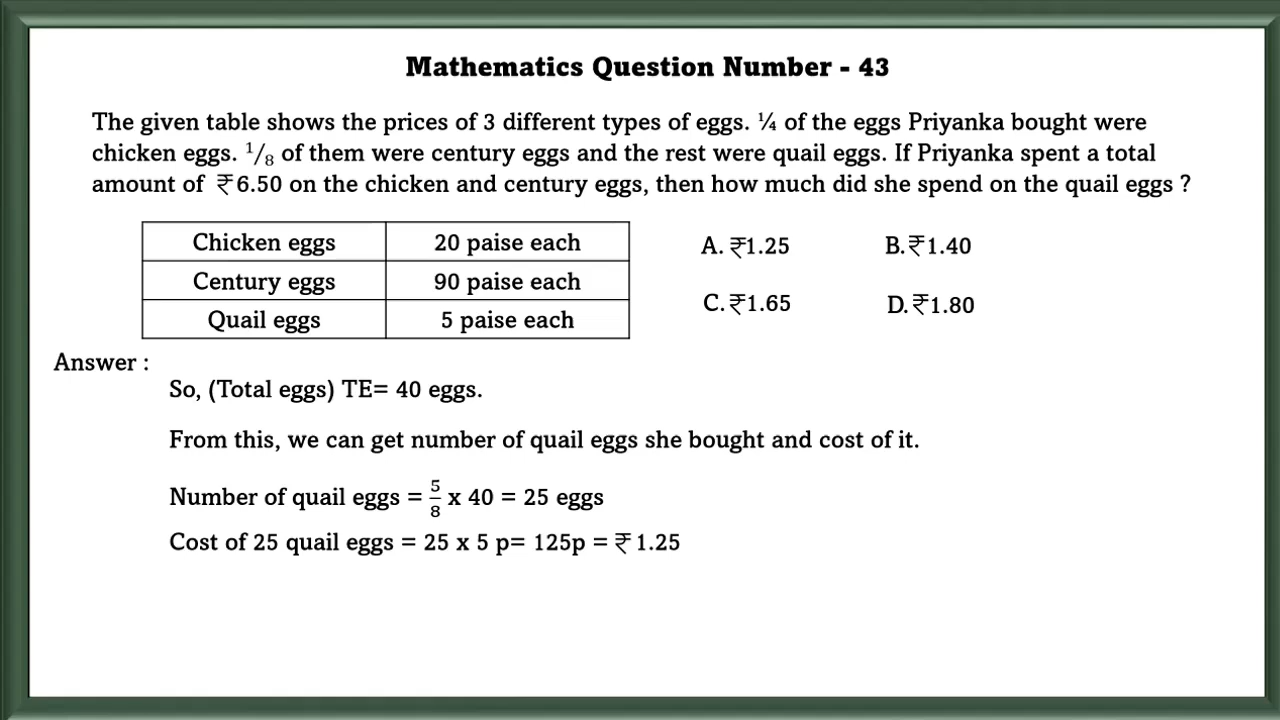 Mathematics Question Number - 43
The given table shows the prices of 3 different types of eggs. ¼ of the eggs Priyanka bought were
chicken eggs. ¹/₈ of them were century eggs and the rest were quail eggs. If Priyanka spent a total
amount of ₹6.50 on the chicken and century eggs, then how much did she spend on the quail eggs ?
Chicken eggs 20 paise each
Century eggs 90 paise each
Quail eggs 5 paise each
A. ₹1.25 B. ₹1.40
C. ₹1.65 D. ₹1.80
Answer :
So, (Total eggs) TE= 40 eggs.
From this, we can get number of quail eggs she bought and cost of it.
Number of quail eggs = 5/8 x 40 = 25 eggs
Cost of 25 quail eggs = 25 x 5 p= 125p = ₹1.25